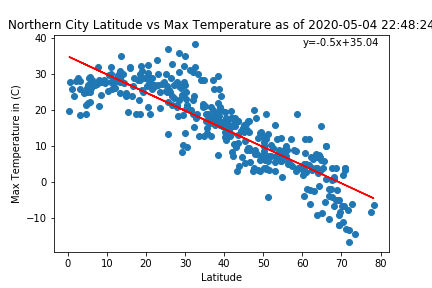 Northern City Latitude vs Max Temperature as of 2020-05-04 22:48:24
y=-0.5x+35.04
Max Temperature in (C)
40
30
20
10
0
−10
0 10 20 30 40 50 60 70 80
Latitude